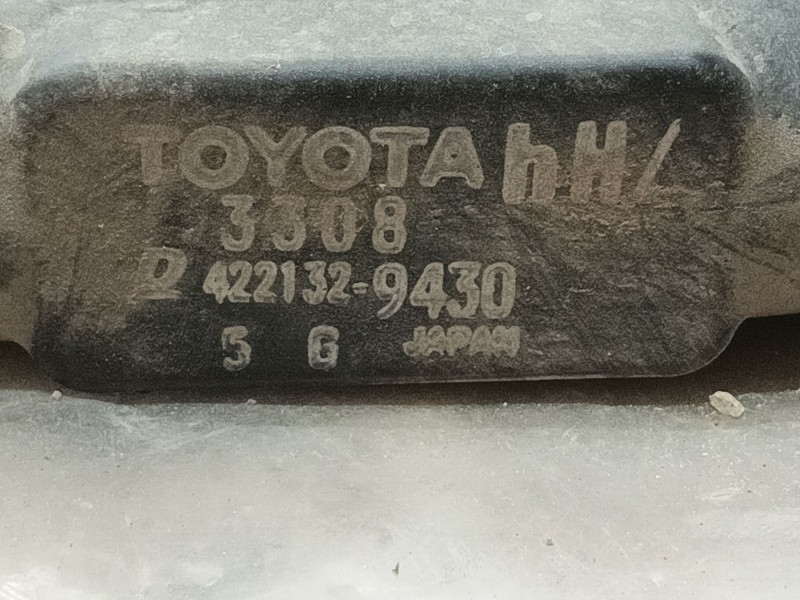 TOYOTA hH/
3308
D 422132-9430
5 G JAPAN